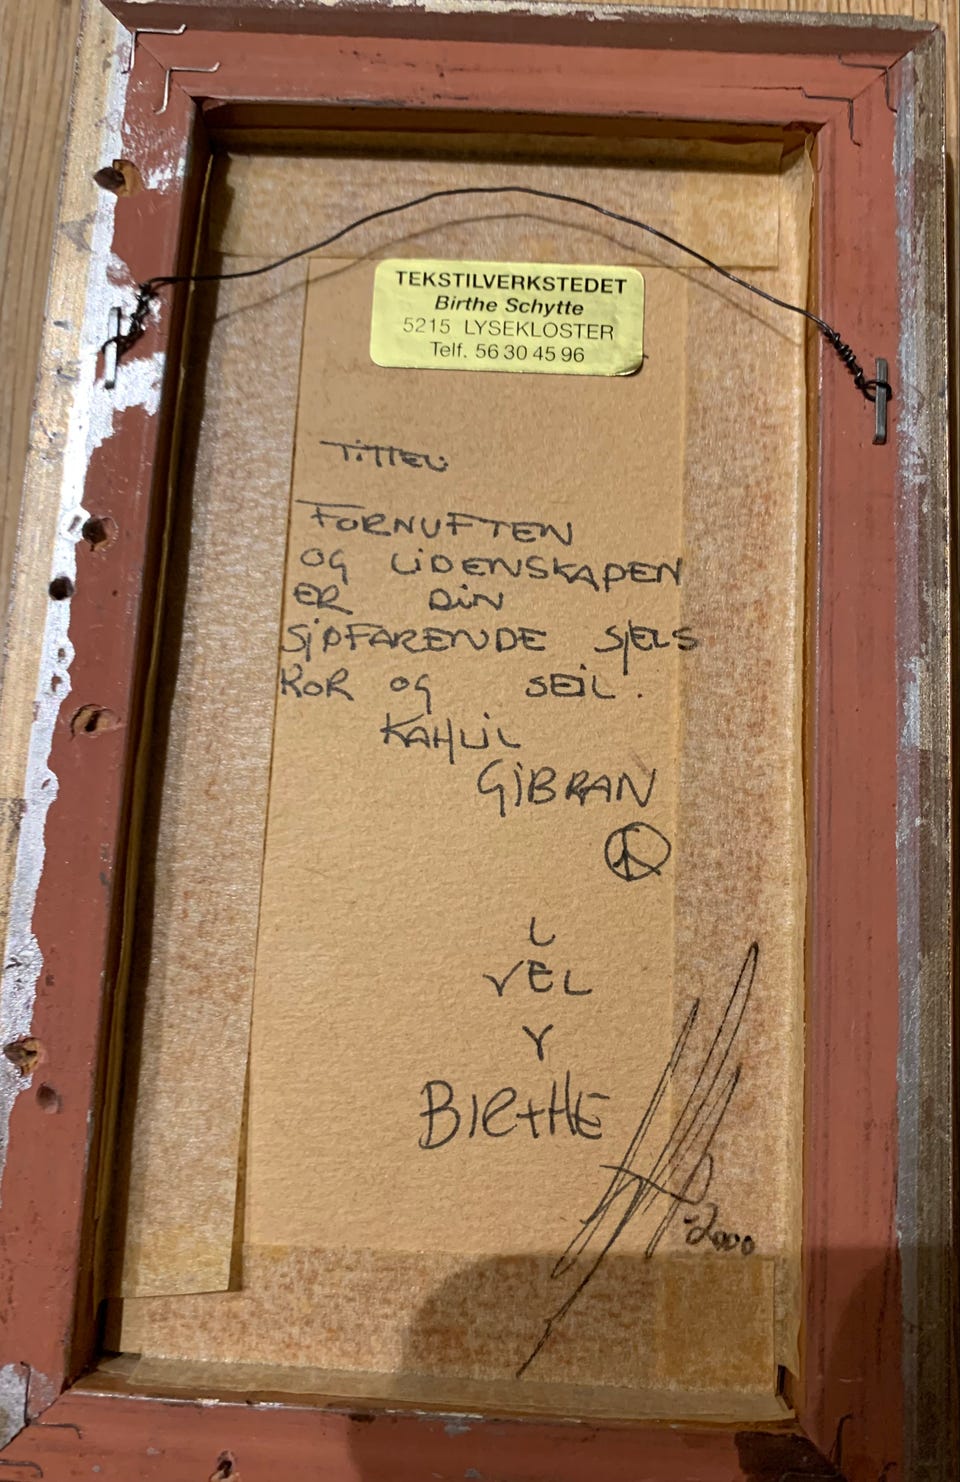 TEKSTILVERKSTEDET
Birthe Schytte
5215 LYSEKLOSTER
Telf. 56 30 45 96
TiTTEL:
FORNUFTEN
OG LiDENSKAPEN
ER DiN
SJØFARENDE SJELS
ROR OG SEiL.
KAHLIL
GiBRAN
L
VEL
Y
BIRtHE
-2000